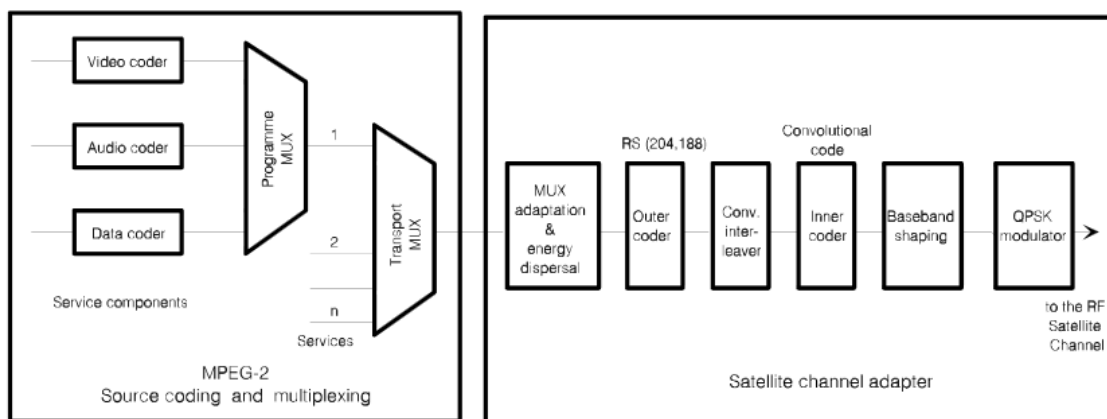 Video coder
Audio coder
Data coder
Service components
Programme
MUX
1
2
n
Services
Transport
MUX
MPEG-2
Source coding and multiplexing
MUX
adaptation
&
energy
dispersal
RS (204,188)
Outer
coder
Conv.
inter-
leaver
Convolutional
code
Inner
coder
Baseband
shaping
QPSK
modulator
to the RF
Satellite
Channel
Satellite channel adapter